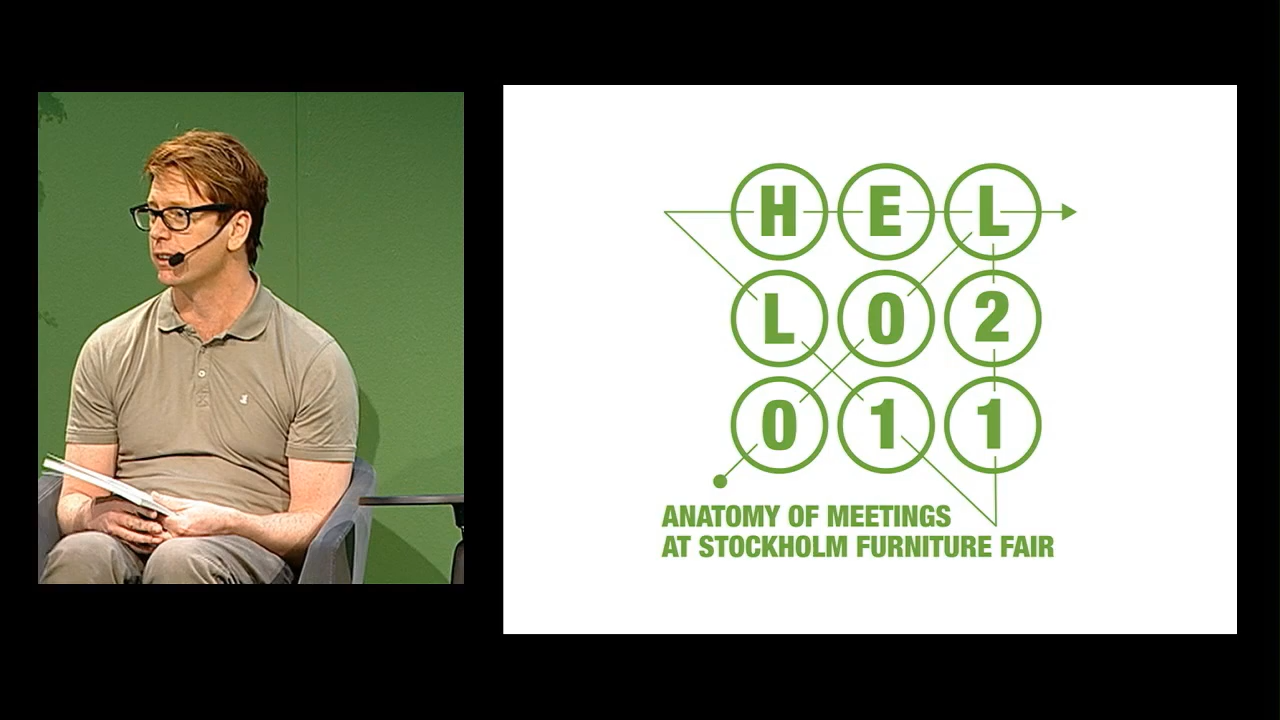 HEL
LO2
011
ANATOMY OF MEETINGS
AT STOCKHOLM FURNITURE FAIR